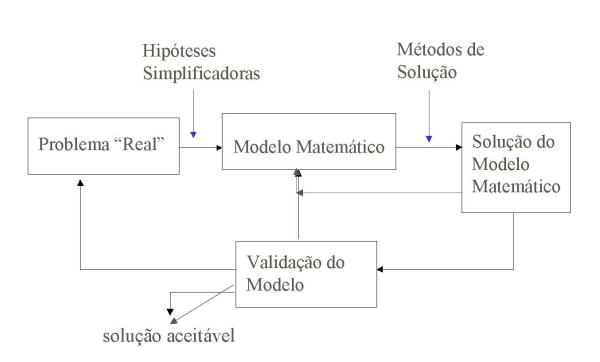 Hipóteses
Simplificadoras
Métodos de
Solução
Problema “Real”
Modelo Matemático
Solução do
Modelo
Matemático
Validação do
Modelo
solução aceitável